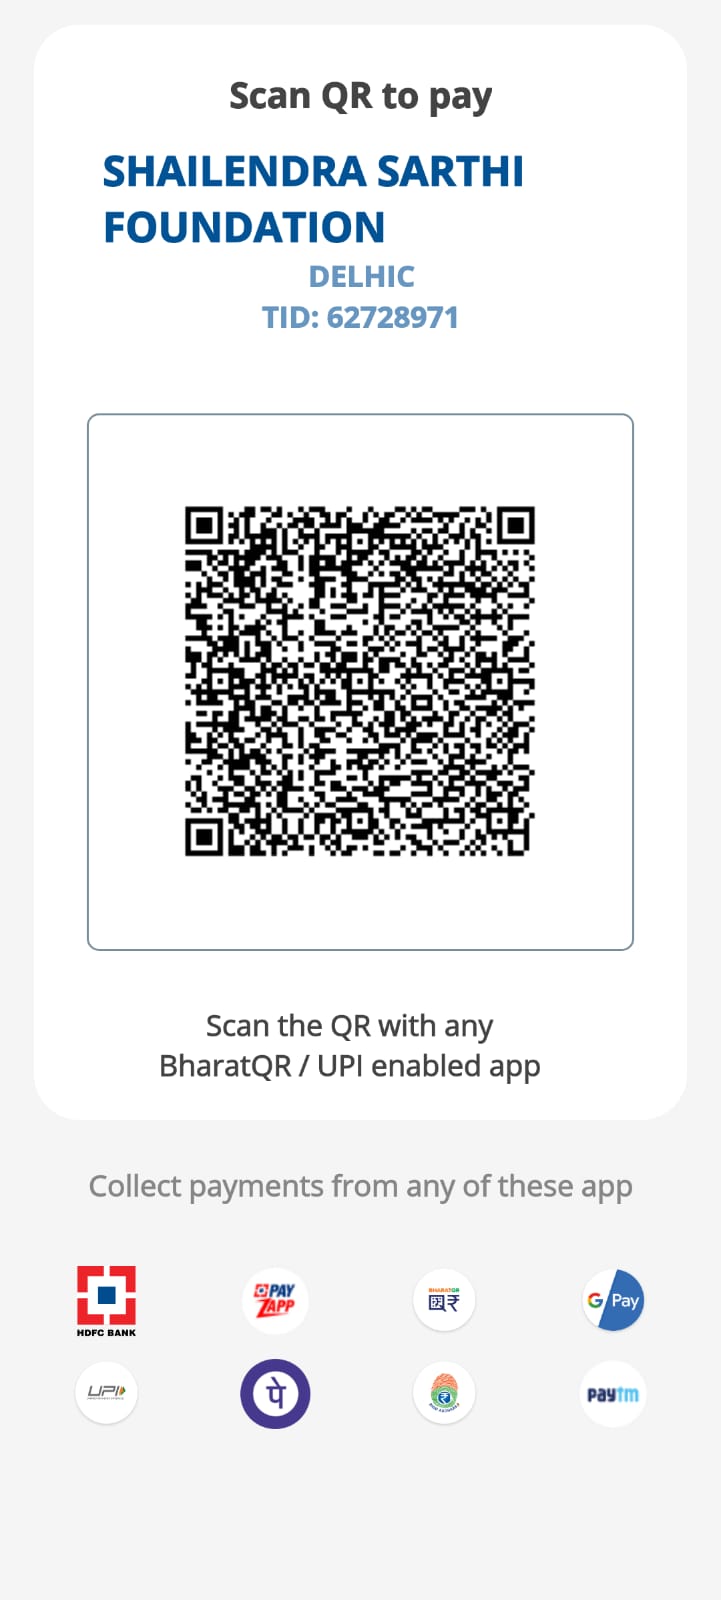 Scan QR to pay
SHAILENDRA SARTHI
FOUNDATION
DELHIC
TID: 62728971
Scan the QR with any
BharatQR / UPI enabled app
Collect payments from any of these app
HDFC BANK
PAY
ZAPP
BHARATQR
G Pay
UPI
पे
paytm